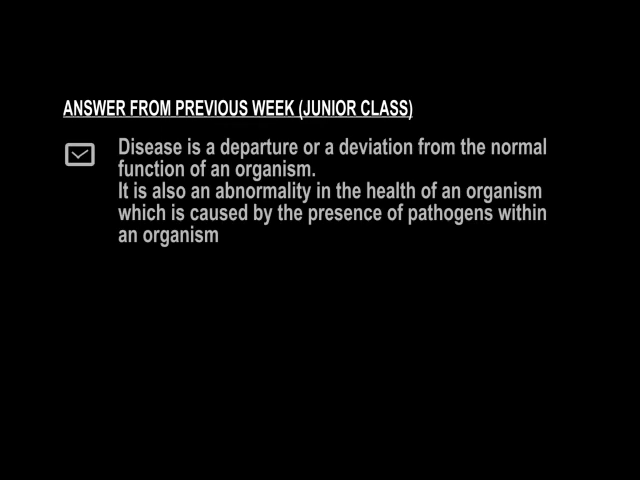 ANSWER FROM PREVIOUS WEEK (JUNIOR CLASS)
Disease is a departure or a deviation from the normal
function of an organism.
It is also an abnormality in the health of an organism
which is caused by the presence of pathogens within
an organism